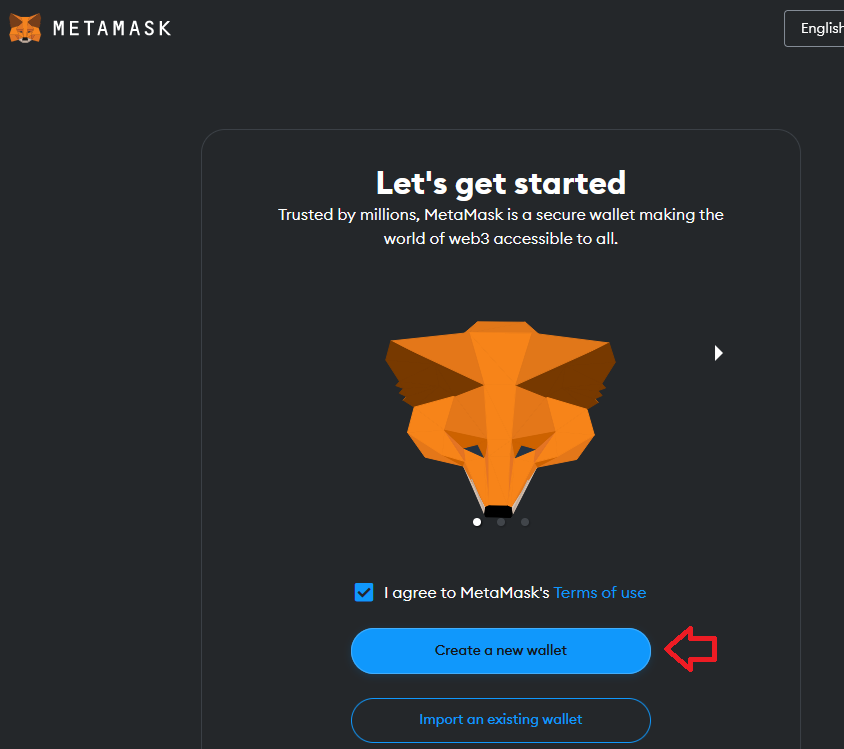 METAMASK
English
Let's get started
Trusted by millions, MetaMask is a secure wallet making the
world of web3 accessible to all.
I agree to MetaMask's Terms of use
Create a new wallet
Import an existing wallet